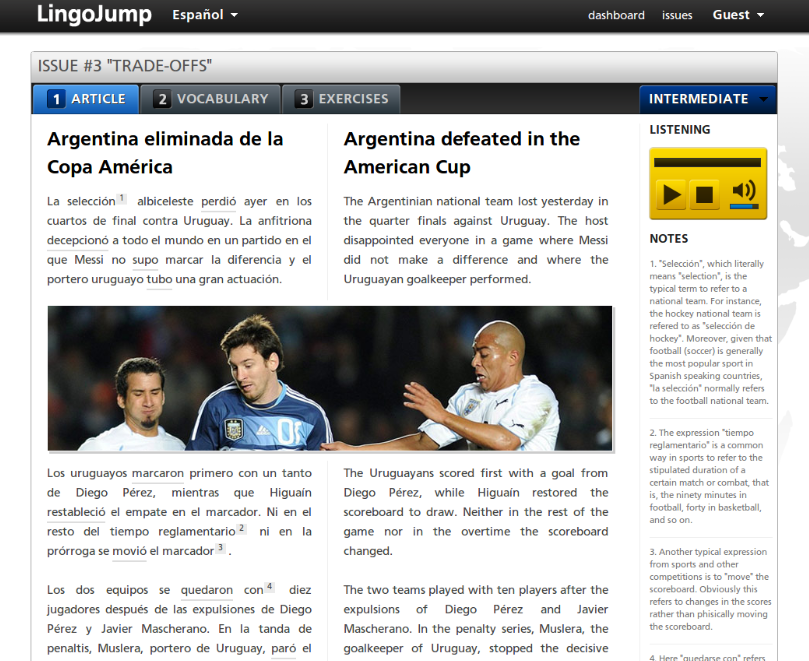 LingoJump Español dashboard issues Guest
ISSUE #3 "TRADE-OFFS"
1 ARTICLE 2 VOCABULARY 3 EXERCISES INTERMEDIATE
Argentina eliminada de la
Copa América
La selección1 albiceleste perdió ayer en los
cuartos de final contra Uruguay. La anfitriona
decepcionó a todo el mundo en un partido en el
que Messi no supo marcar la diferencia y el
portero uruguayo tubo una gran actuación.
Argentina defeated in the
American Cup
The Argentinian national team lost yesterday in
the quarter finals against Uruguay. The host
disappointed everyone in a game where Messi
did not make a difference and where the
Uruguayan goalkeeper performed.
Los uruguayos marcaron primero con un tanto
de Diego Pérez, mientras que Higuaín
restableció el empate en el marcador. Ni en el
resto del tiempo reglamentario2 ni en la
prórroga se movió el marcador3 .
The Uruguayans scored first with a goal from
Diego Pérez, while Higuaín restored the
scoreboard to draw. Neither in the rest of the
game nor in the overtime the scoreboard
changed.
Los dos equipos se quedaron con4 diez
jugadores después de las expulsiones de Diego
Pérez y Javier Mascherano. En la tanda de
penaltis, Muslera, portero de Uruguay, paró el
The two teams played with ten players after the
expulsions of Diego Pérez and Javier
Mascherano. In the penalty series, Muslera, the
goalkeeper of Uruguay, stopped the decisive
LISTENING
NOTES
1. "Selección", which literally
means "selection", is the
typical term to refer to a
national team. For instance,
the hockey national team is
refered to as "selección de
hockey". Moreover, given that
football (soccer) is generally
the most popular sport in
Spanish speaking countries,
"la selección" normally refers
to the football national team.
2. The expression "tiempo
reglamentario" is a common
way in sports to refer to the
stipulated duration of a
certain match or combat, that
is, the ninety minutes in
football, forty in basketball,
and so on.
3. Another typical expression
from sports and other
competitions is to "move" the
scoreboard. Obviously this
refers to changes in the scores
rather than phisically moving
the scoreboard.
4. Here "quedarse con" refers